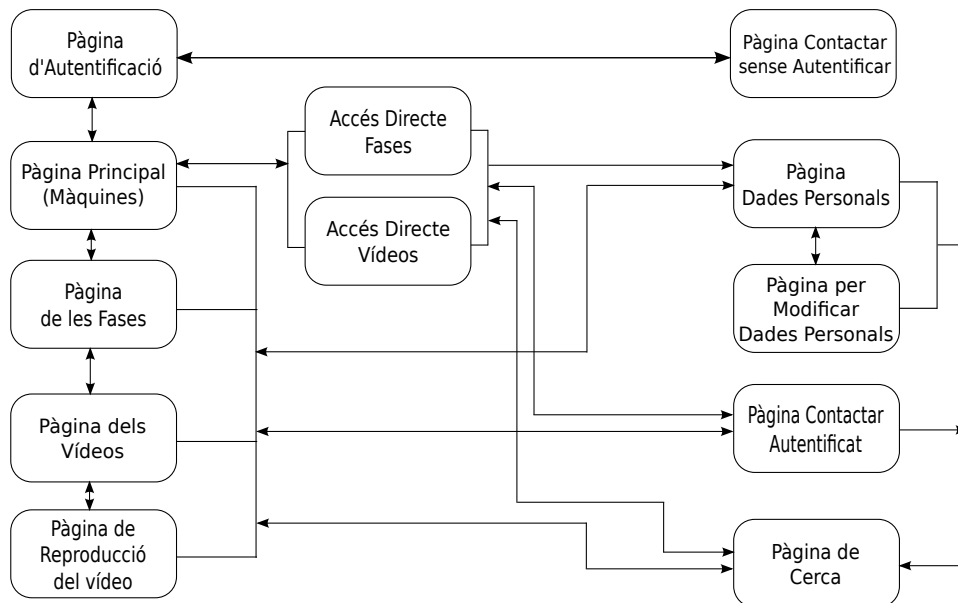 Pàgina
d'Autentificació
Pàgina Contactar
sense Autentificar
Accés Directe
Fases
Pàgina Principal
(Màquines)
Pàgina
Dades Personals
Accés Directe
Vídeos
Pàgina
de les Fases
Pàgina per
Modificar
Dades Personals
Pàgina dels
Vídeos
Pàgina Contactar
Autentificat
Pàgina de
Reproducció
del vídeo
Pàgina de
Cerca